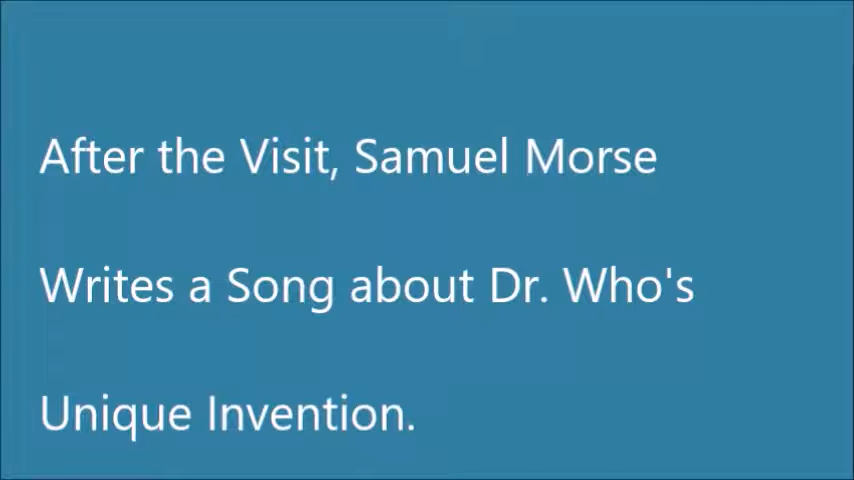 After the Visit, Samuel Morse
Writes a Song about Dr. Who's
Unique Invention.